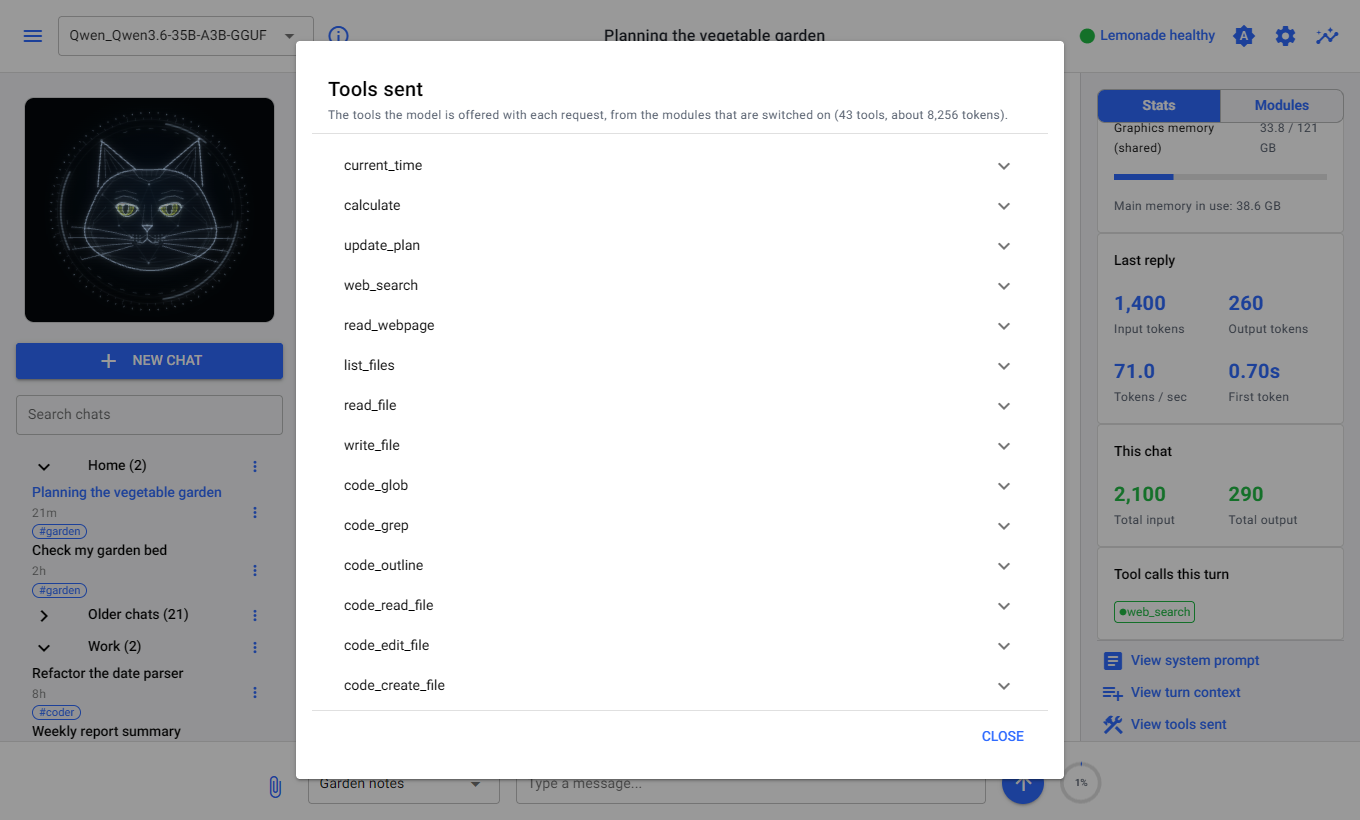 Qwen_Qwen3.6-35B-A3B-GGUF
Planning the vegetable garden
Lemonade healthy
A
NEW CHAT
Search chats
Home (2)
Planning the vegetable garden
21m
#garden
Check my garden bed
2h
#garden
Older chats (21)
Work (2)
Refactor the date parser
8h
#coder
Weekly report summary
Tools sent
The tools the model is offered with each request, from the modules that are switched on (43 tools, about 8,256 tokens).
current_time
calculate
update_plan
web_search
read_webpage
list_files
read_file
write_file
code_glob
code_grep
code_outline
code_read_file
code_edit_file
code_create_file
CLOSE
Garden notes
Type a message...
1%
Stats
Modules
Graphics memory
(shared)
33.8 / 121
GB
Main memory in use: 38.6 GB
Last reply
1,400
260
Input tokens
Output tokens
71.0
0.70s
Tokens / sec
First token
This chat
2,100
290
Total input
Total output
Tool calls this turn
web_search
View system prompt
View turn context
View tools sent